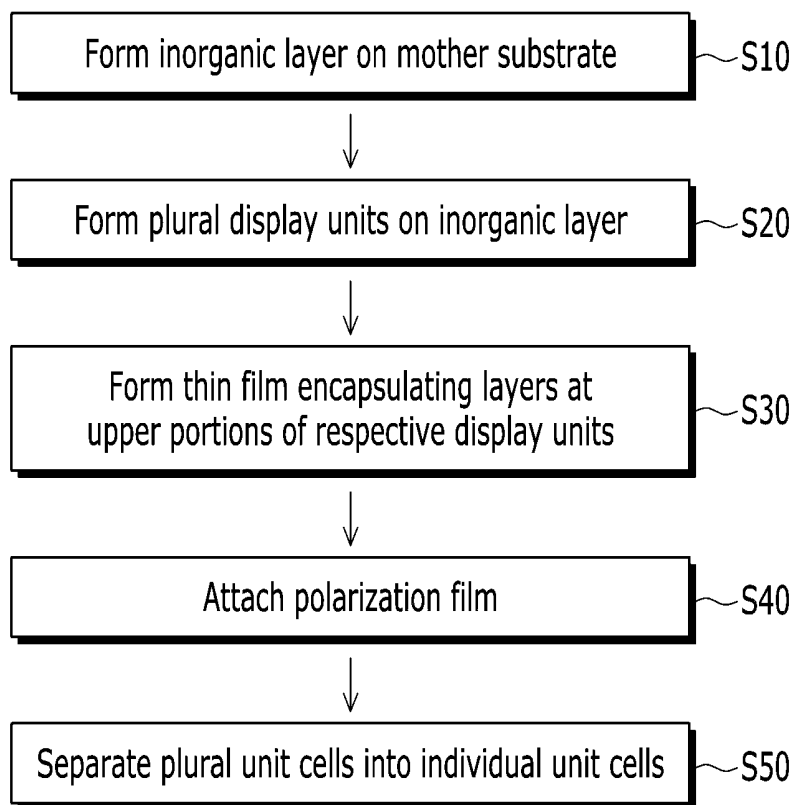 Form inorganic layer on mother substrate
S10
Form plural display units on inorganic layer
S20
Form thin film encapsulating layers at
upper portions of respective display units
S30
Attach polarization film
S40
Separate plural unit cells into individual unit cells
S50